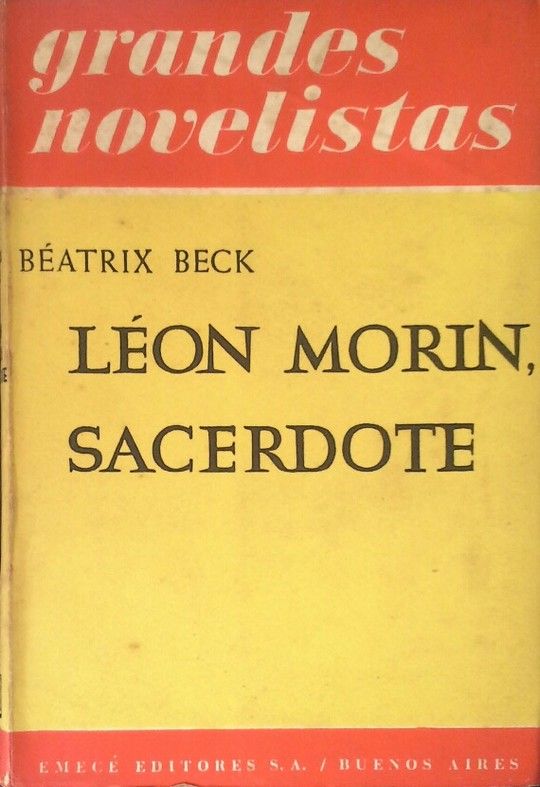 grandes
novelistas
BÉATRIX BECK
LÉON MORIN,
SACERDOTE
EMECÉ EDITORES S.A. / BUENOS AIRES